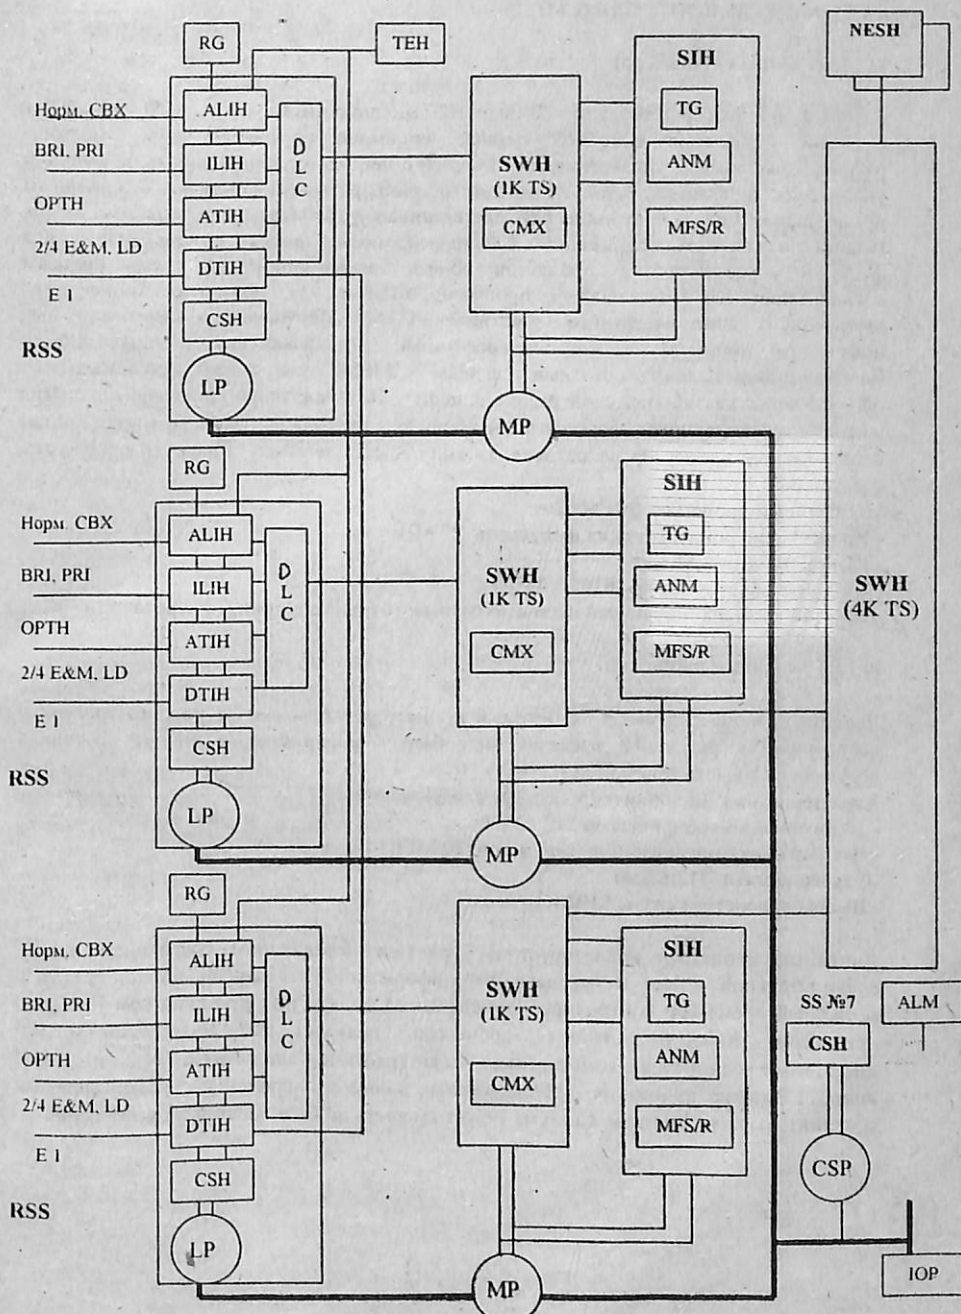 RG
TEH
SIH
NESH
Норм. СВХ
ALIH
BRI, PRI
ILIH
DLC
OPTH
ATIH
2/4 E&M, LD
DTIH
E 1
CSH
RSS
LP
SWH
(1K TS)
CMX
TG
ANM
MFS/R
MP
RG
Норм. СВХ
ALIH
BRI, PRI
ILIH
DLC
OPTH
ATIH
2/4 E&M, LD
DTIH
E 1
CSH
RSS
LP
SWH
(1K TS)
CMX
SIH
TG
ANM
MFS/R
MP
SWH
(4K TS)
RG
Норм. СВХ
ALIH
BRI, PRI
ILIH
DLC
OPTH
ATIH
2/4 E&M, LD
DTIH
E 1
CSH
RSS
LP
SWH
(1K TS)
CMX
SIH
TG
ANM
MFS/R
MP
SS №7
CSH
ALM
CSP
IOP